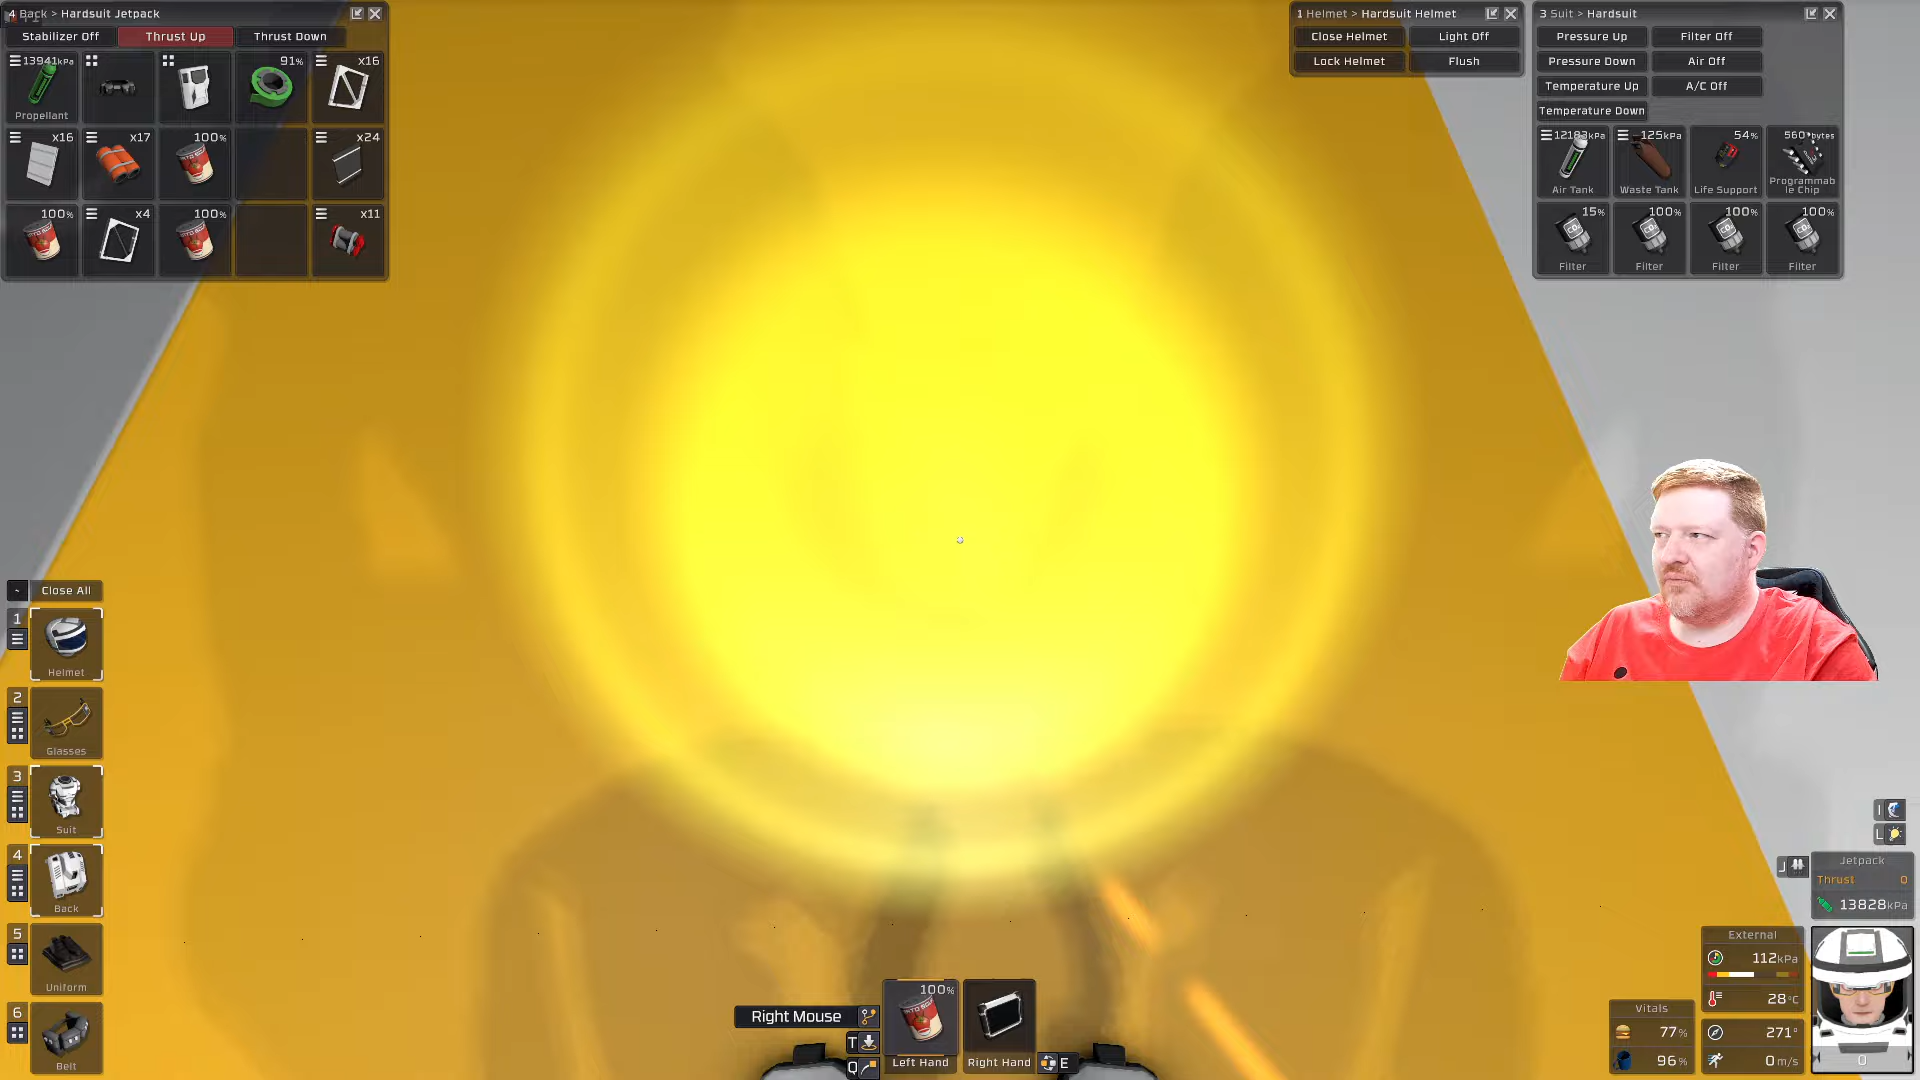 4 Back > Hardsuit Jetpack
Stabilizer Off
Thrust Up
Thrust Down
13941kPa
91%
x16
Propellant
x16
x17
100%
x24
100%
x4
100%
x11
1 Helmet > Hardsuit Helmet
Close Helmet
Light Off
Lock Helmet
Flush
3 Suit > Hardsuit
Pressure Up
Filter Off
Pressure Down
Air Off
Temperature Up
A/C Off
Temperature Down
12183kPa
125kPa
54%
560 bytes
Air Tank
Waste Tank
Life Support
Programmab
le Chip
15%
100%
100%
100%
Filter
Filter
Filter
Filter
~ Close All
1
Helmet
2
Glasses
3
Suit
4
Back
5
Uniform
6
Belt
Right Mouse
T
Q
100%
Left Hand
Right Hand
E
I
L
J
Jetpack
Thrust 0
13828kPa
External
112kPa
28°C
271°
0m/s
Vitals
77%
96%
0